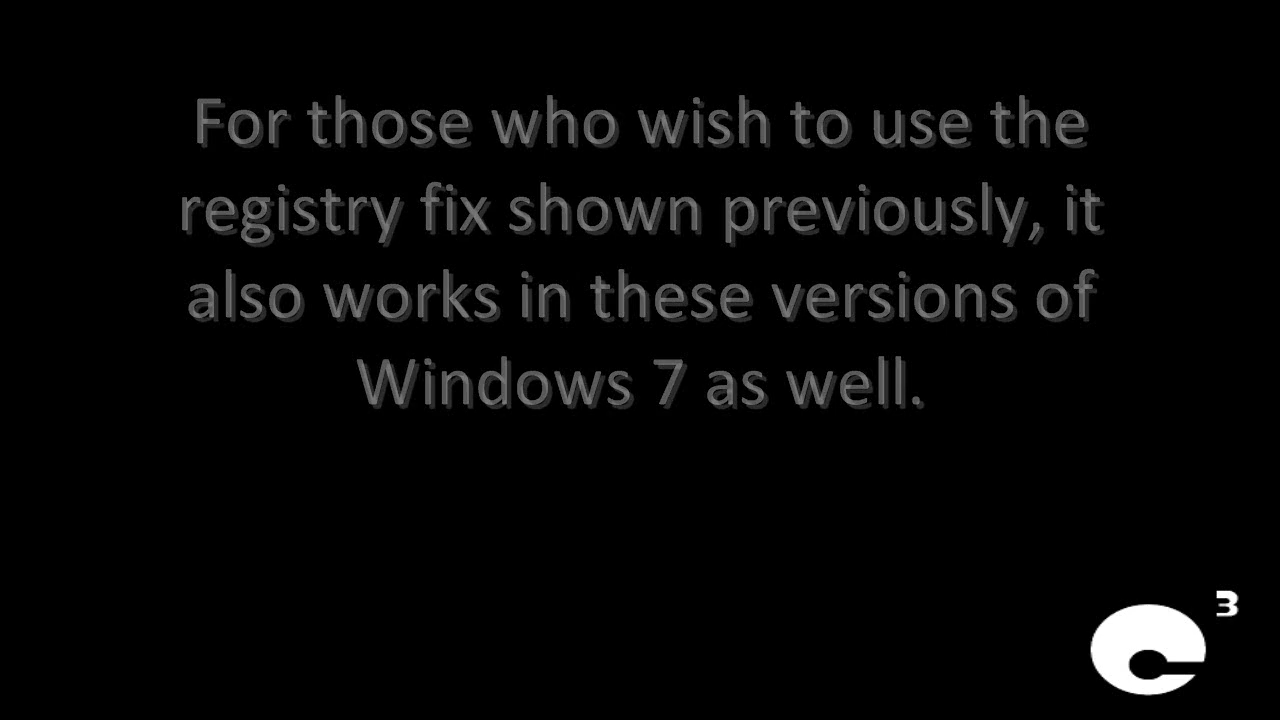 For those who wish to use the
registry fix shown previously, it
also works in these versions of
Windows 7 as well.
e³